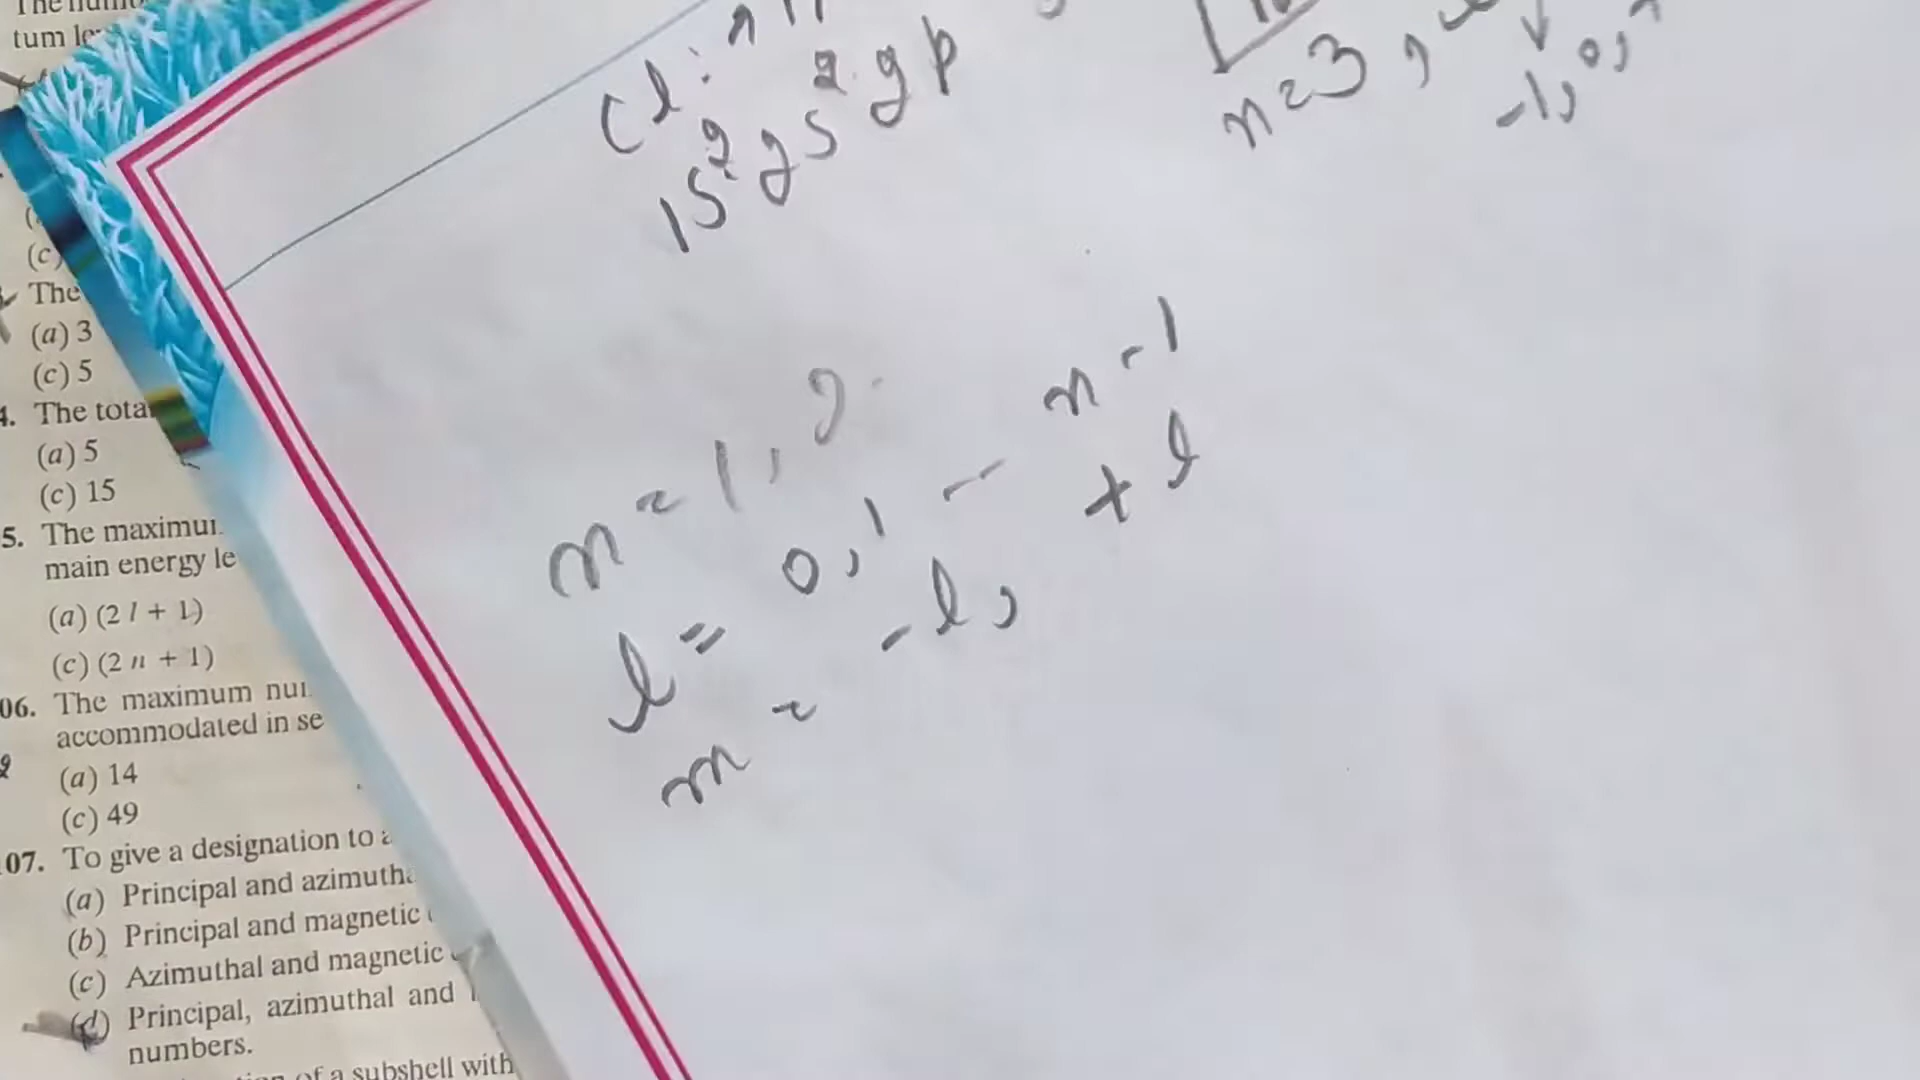 tum
(c)
The
(a) 3
(c) 5
4. The tota
(a) 5
(c) 15
5. The maximu
main energy le
(a) (2 l + 1)
(c) (2 n + 1)
06. The maximum nu
accommodated in se
(a) 14
(c) 49
07. To give a designation to a
(a) Principal and azimutha
(b) Principal and magnetic
(c) Azimuthal and magnetic
(d) Principal, azimuthal and
numbers.
of a subshell with
Cl:
1s² 2s² 2p
n=3,
-1, 0,
n = 1, 2
l = 0, 1 - n-1
m = -l, +l